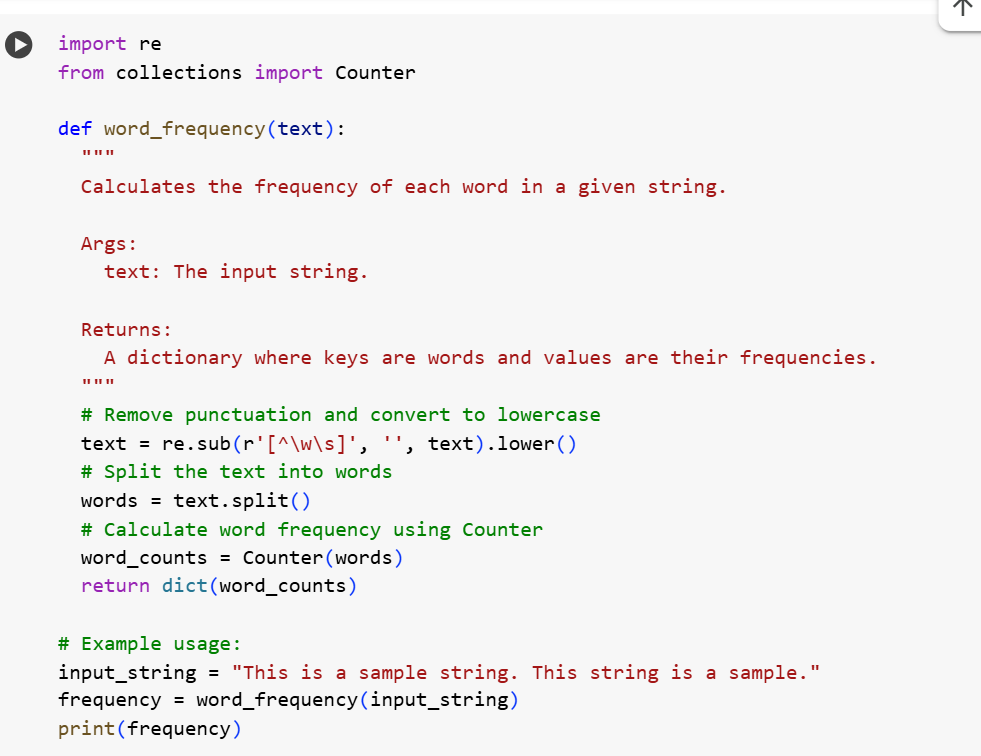 import re
from collections import Counter
def word_frequency(text):
"""
Calculates the frequency of each word in a given string.
Args:
text: The input string.
Returns:
A dictionary where keys are words and values are their frequencies.
"""
# Remove punctuation and convert to lowercase
text = re.sub(r'[^\w\s]', '', text).lower()
# Split the text into words
words = text.split()
# Calculate word frequency using Counter
word_counts = Counter(words)
return dict(word_counts)
# Example usage:
input_string = "This is a sample string. This string is a sample."
frequency = word_frequency(input_string)
print(frequency)